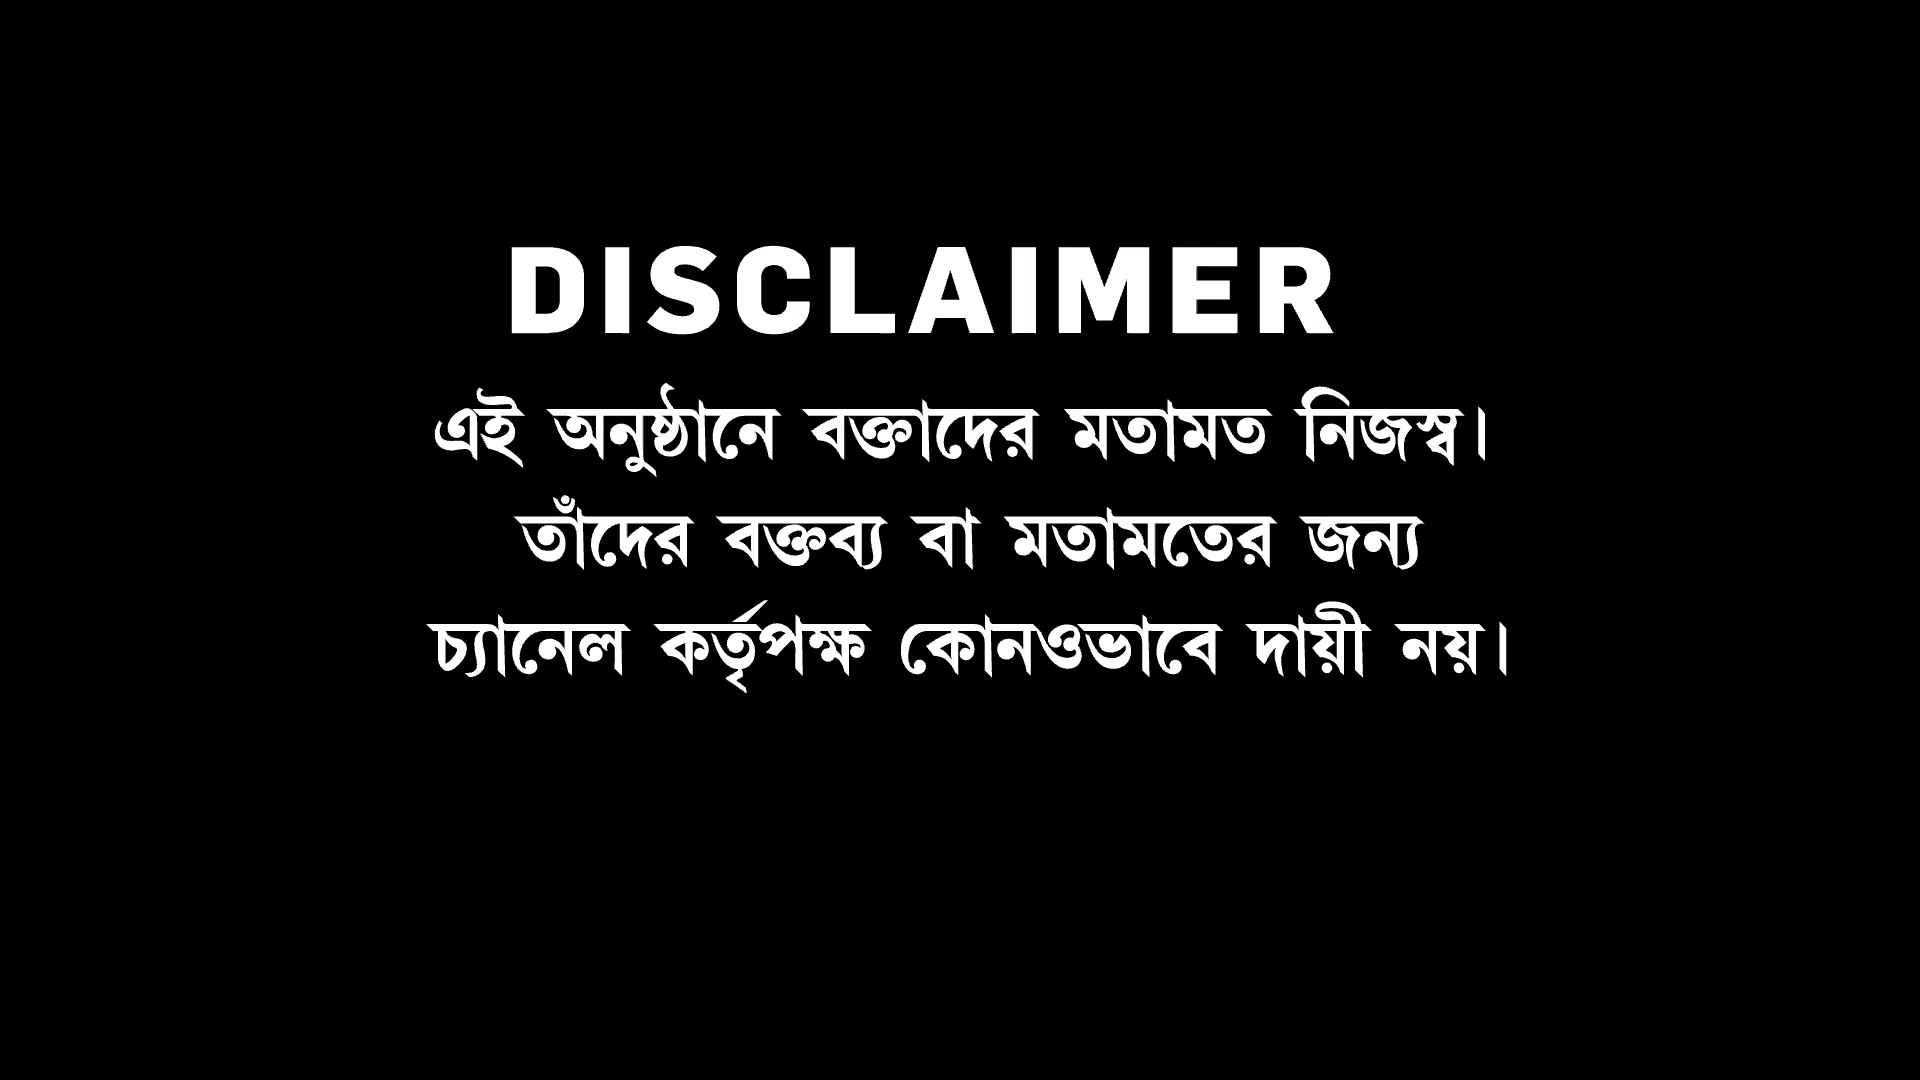 DISCLAIMER
এই অনুষ্ঠানে বক্তাদের মতামত নিজস্ব।
তাঁদের বক্তব্য বা মতামতের জন্য
চ্যানেল কর্তৃপক্ষ কোনওভাবে দায়ী নয়।